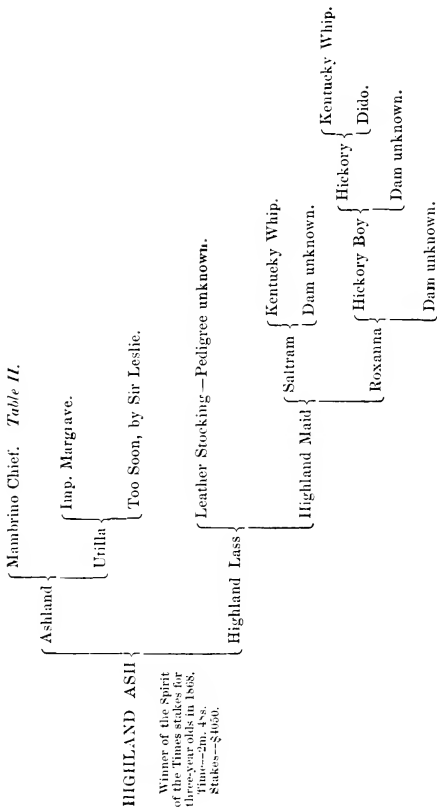 Mambrino Chief. Table II.
Ashland
Imp. Margrave.
Utilla
Too Soon, by Sir Leslie.
HIGHLAND ASH
Winner of the Spirit
of the Times stakes for
three-year olds in 1868.
Time—2m. 48s.
Stakes—$4050.
Leather Stocking—Pedigree unknown.
Highland Lass
Kentucky Whip.
Saltram
Dam unknown.
Highland Maid
Kentucky Whip.
Hickory
Dido.
Hickory Boy
Dam unknown.
Roxanna
Dam unknown.